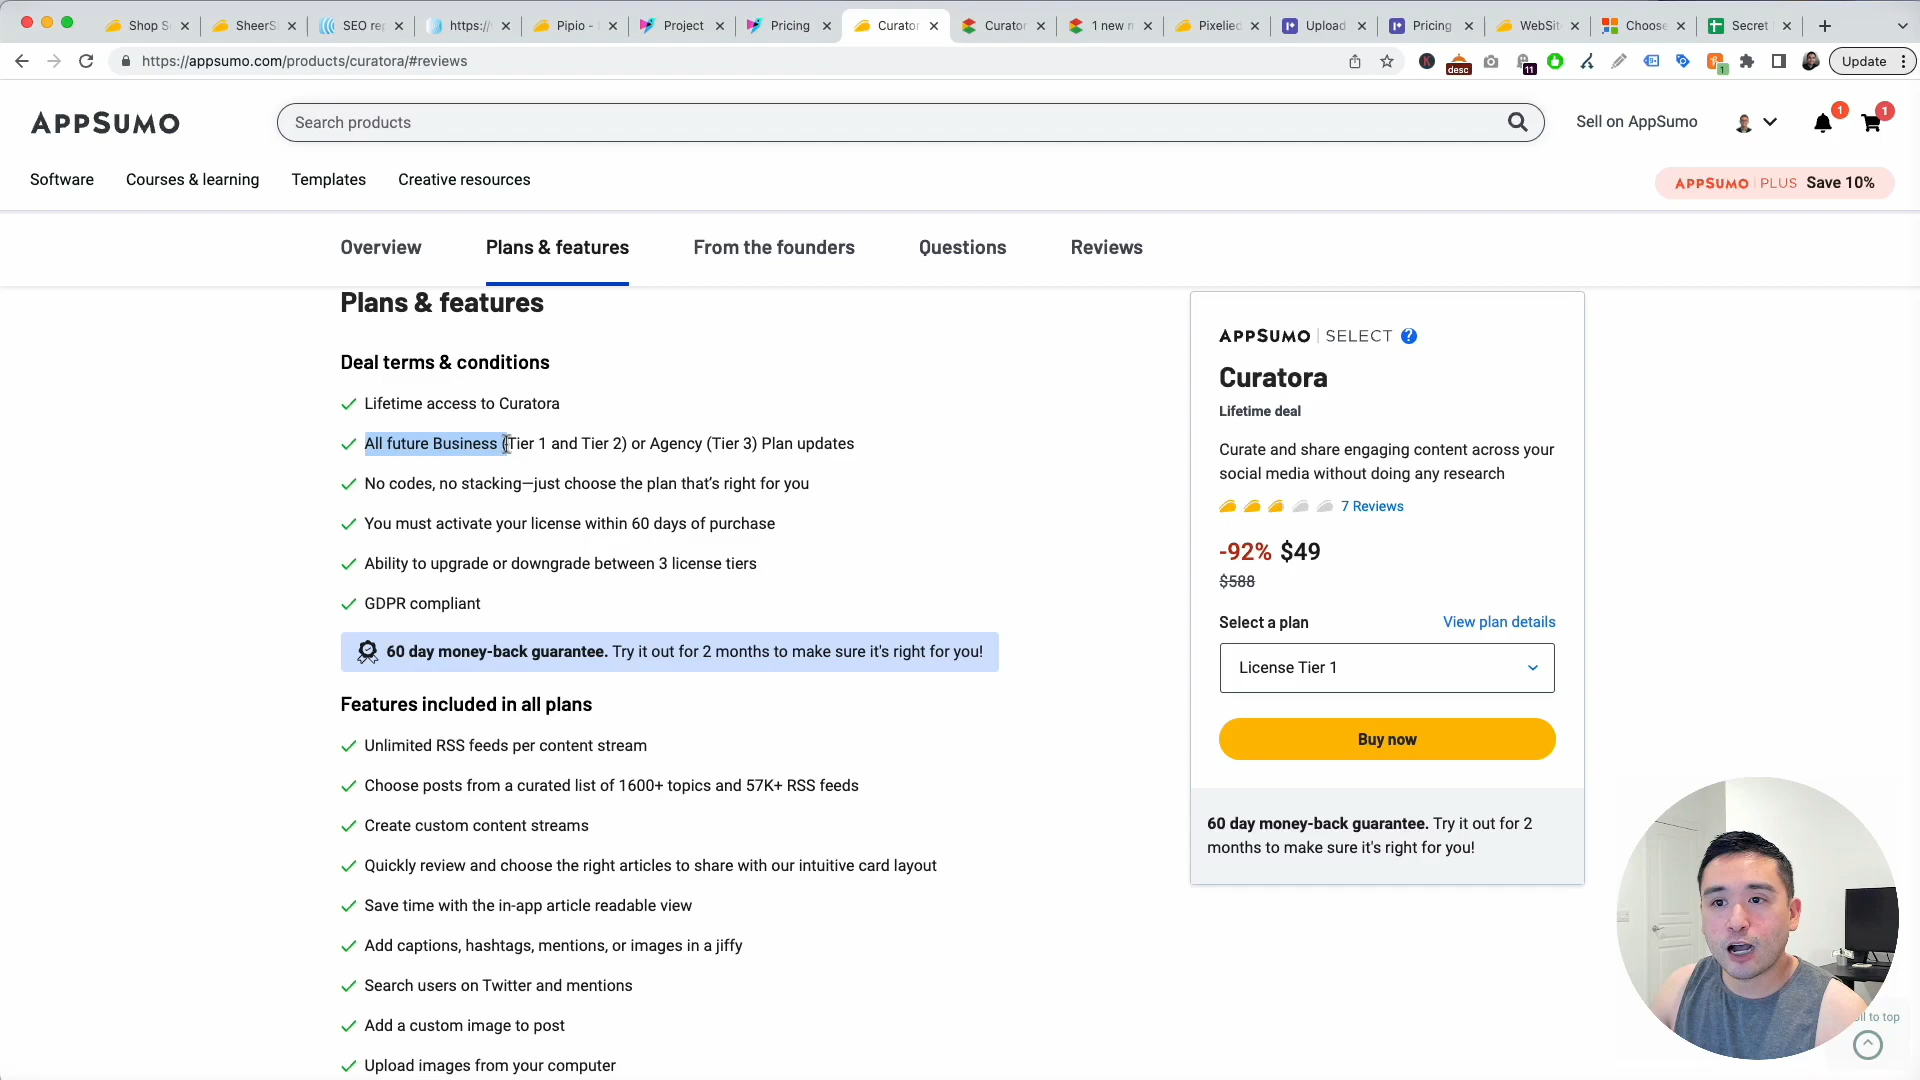 Shop S
SheerS
SEO rep
https://
Pipio -
Project
Pricing
Curator
Curator
1 new n
Pixelied
Upload
Pricing
WebSite
Choose
Secret
https://appsumo.com/products/curatora/#reviews
desc
11
1
Update
APPSUMO
Search products
Sell on AppSumo
1
1
Software
Courses & learning
Templates
Creative resources
APPSUMO PLUS Save 10%
Overview
Plans & features
From the founders
Questions
Reviews
Plans & features
Deal terms & conditions
Lifetime access to Curatora
All future Business (Tier 1 and Tier 2) or Agency (Tier 3) Plan updates
No codes, no stacking—just choose the plan that's right for you
You must activate your license within 60 days of purchase
Ability to upgrade or downgrade between 3 license tiers
GDPR compliant
60 day money-back guarantee. Try it out for 2 months to make sure it's right for you!
Features included in all plans
Unlimited RSS feeds per content stream
Choose posts from a curated list of 1600+ topics and 57K+ RSS feeds
Create custom content streams
Quickly review and choose the right articles to share with our intuitive card layout
Save time with the in-app article readable view
Add captions, hashtags, mentions, or images in a jiffy
Search users on Twitter and mentions
Add a custom image to post
Upload images from your computer
APPSUMO | SELECT ?
Curatora
Lifetime deal
Curate and share engaging content across your
social media without doing any research
7 Reviews
-92% $49
$588
Select a plan
View plan details
License Tier 1
Buy now
60 day money-back guarantee. Try it out for 2
months to make sure it's right for you!
ll to top